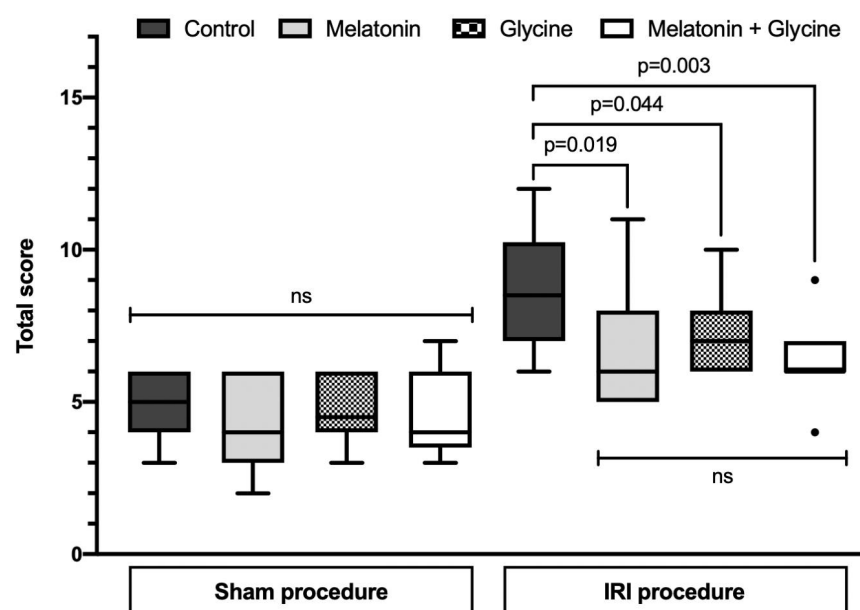 Control Melatonin Glycine Melatonin + Glycine
p=0.003
15
p=0.044
p=0.019
10
ns
Total score
5
ns
0
Sham procedure IRI procedure